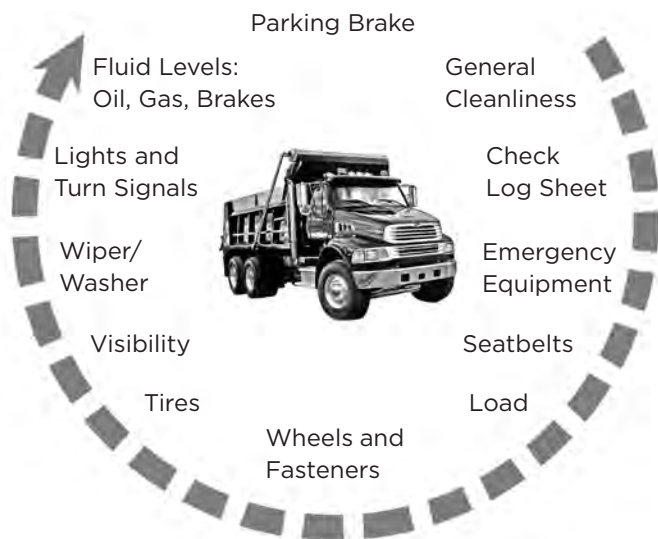 Parking Brake
General
Cleanliness
Check
Log Sheet
Emergency
Equipment
Seatbelts
Load
Wheels and
Fasteners
Tires
Visibility
Wiper/
Washer
Lights and
Turn Signals
Fluid Levels:
Oil, Gas, Brakes